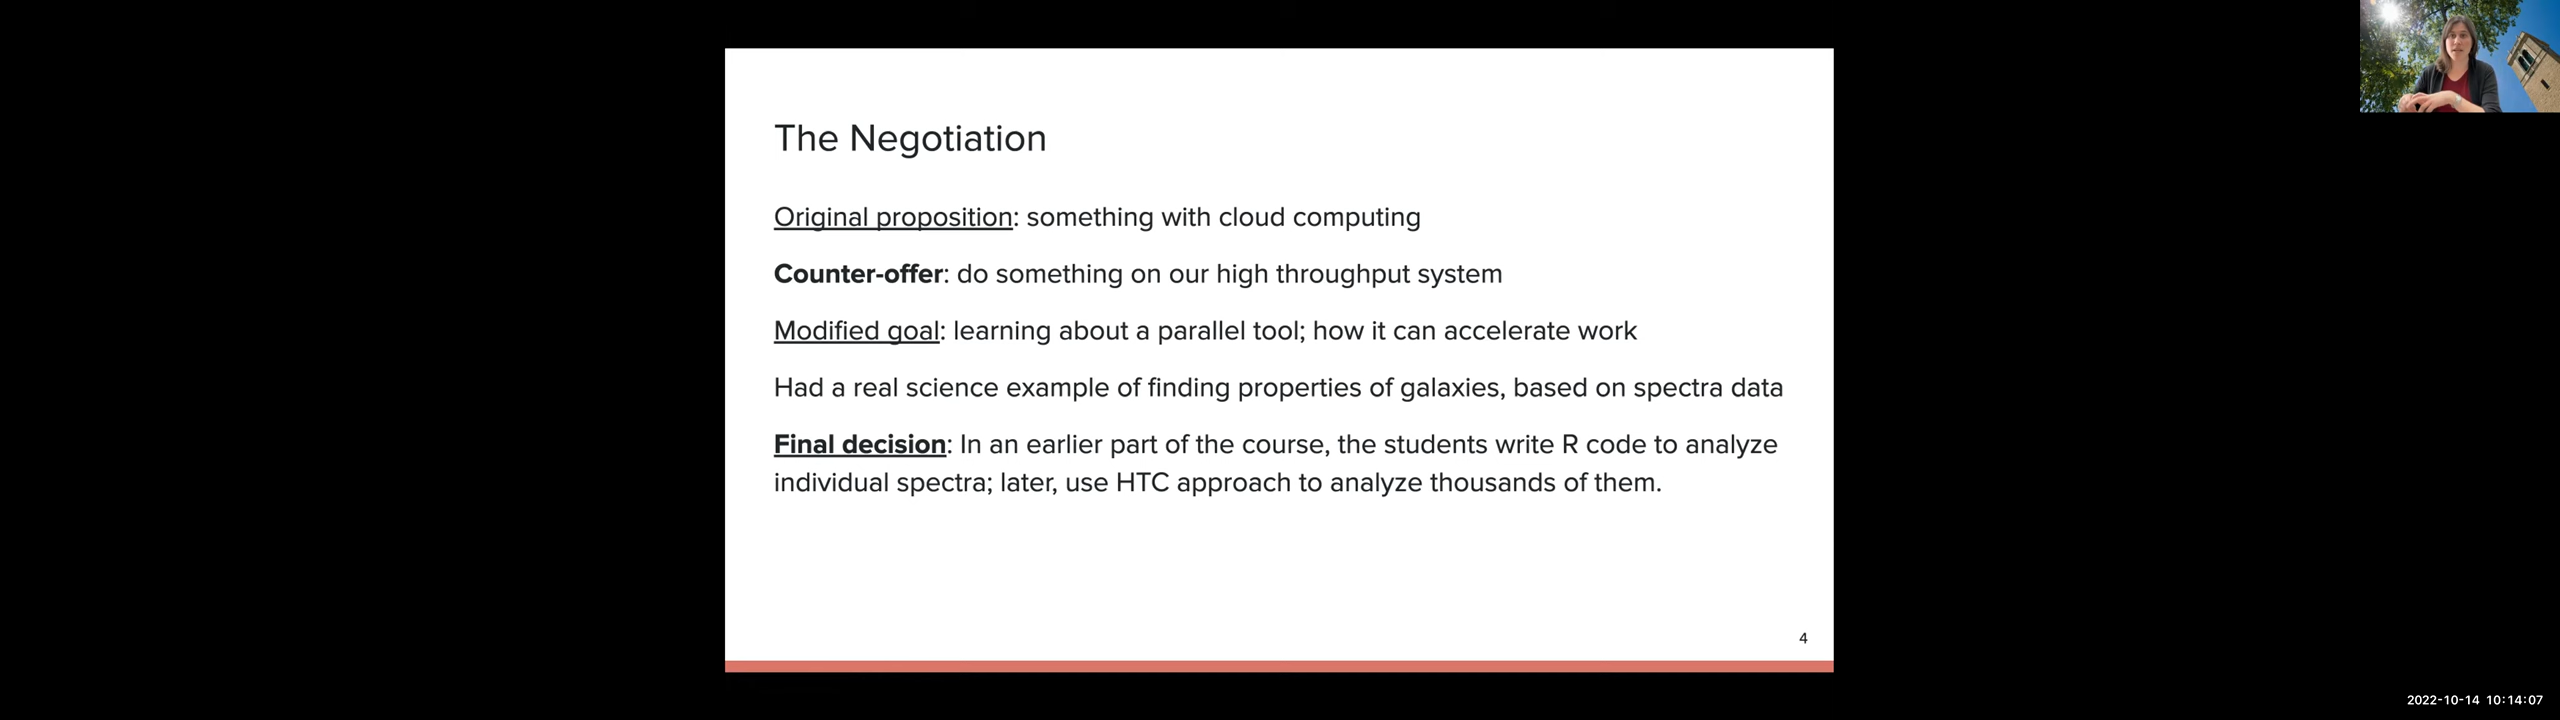 The Negotiation
Original proposition: something with cloud computing
Counter-offer: do something on our high throughput system
Modified goal: learning about a parallel tool; how it can accelerate work
Had a real science example of finding properties of galaxies, based on spectra data
Final decision: In an earlier part of the course, the students write R code to analyze
individual spectra; later, use HTC approach to analyze thousands of them.
4
2022-10-14 10:14:07